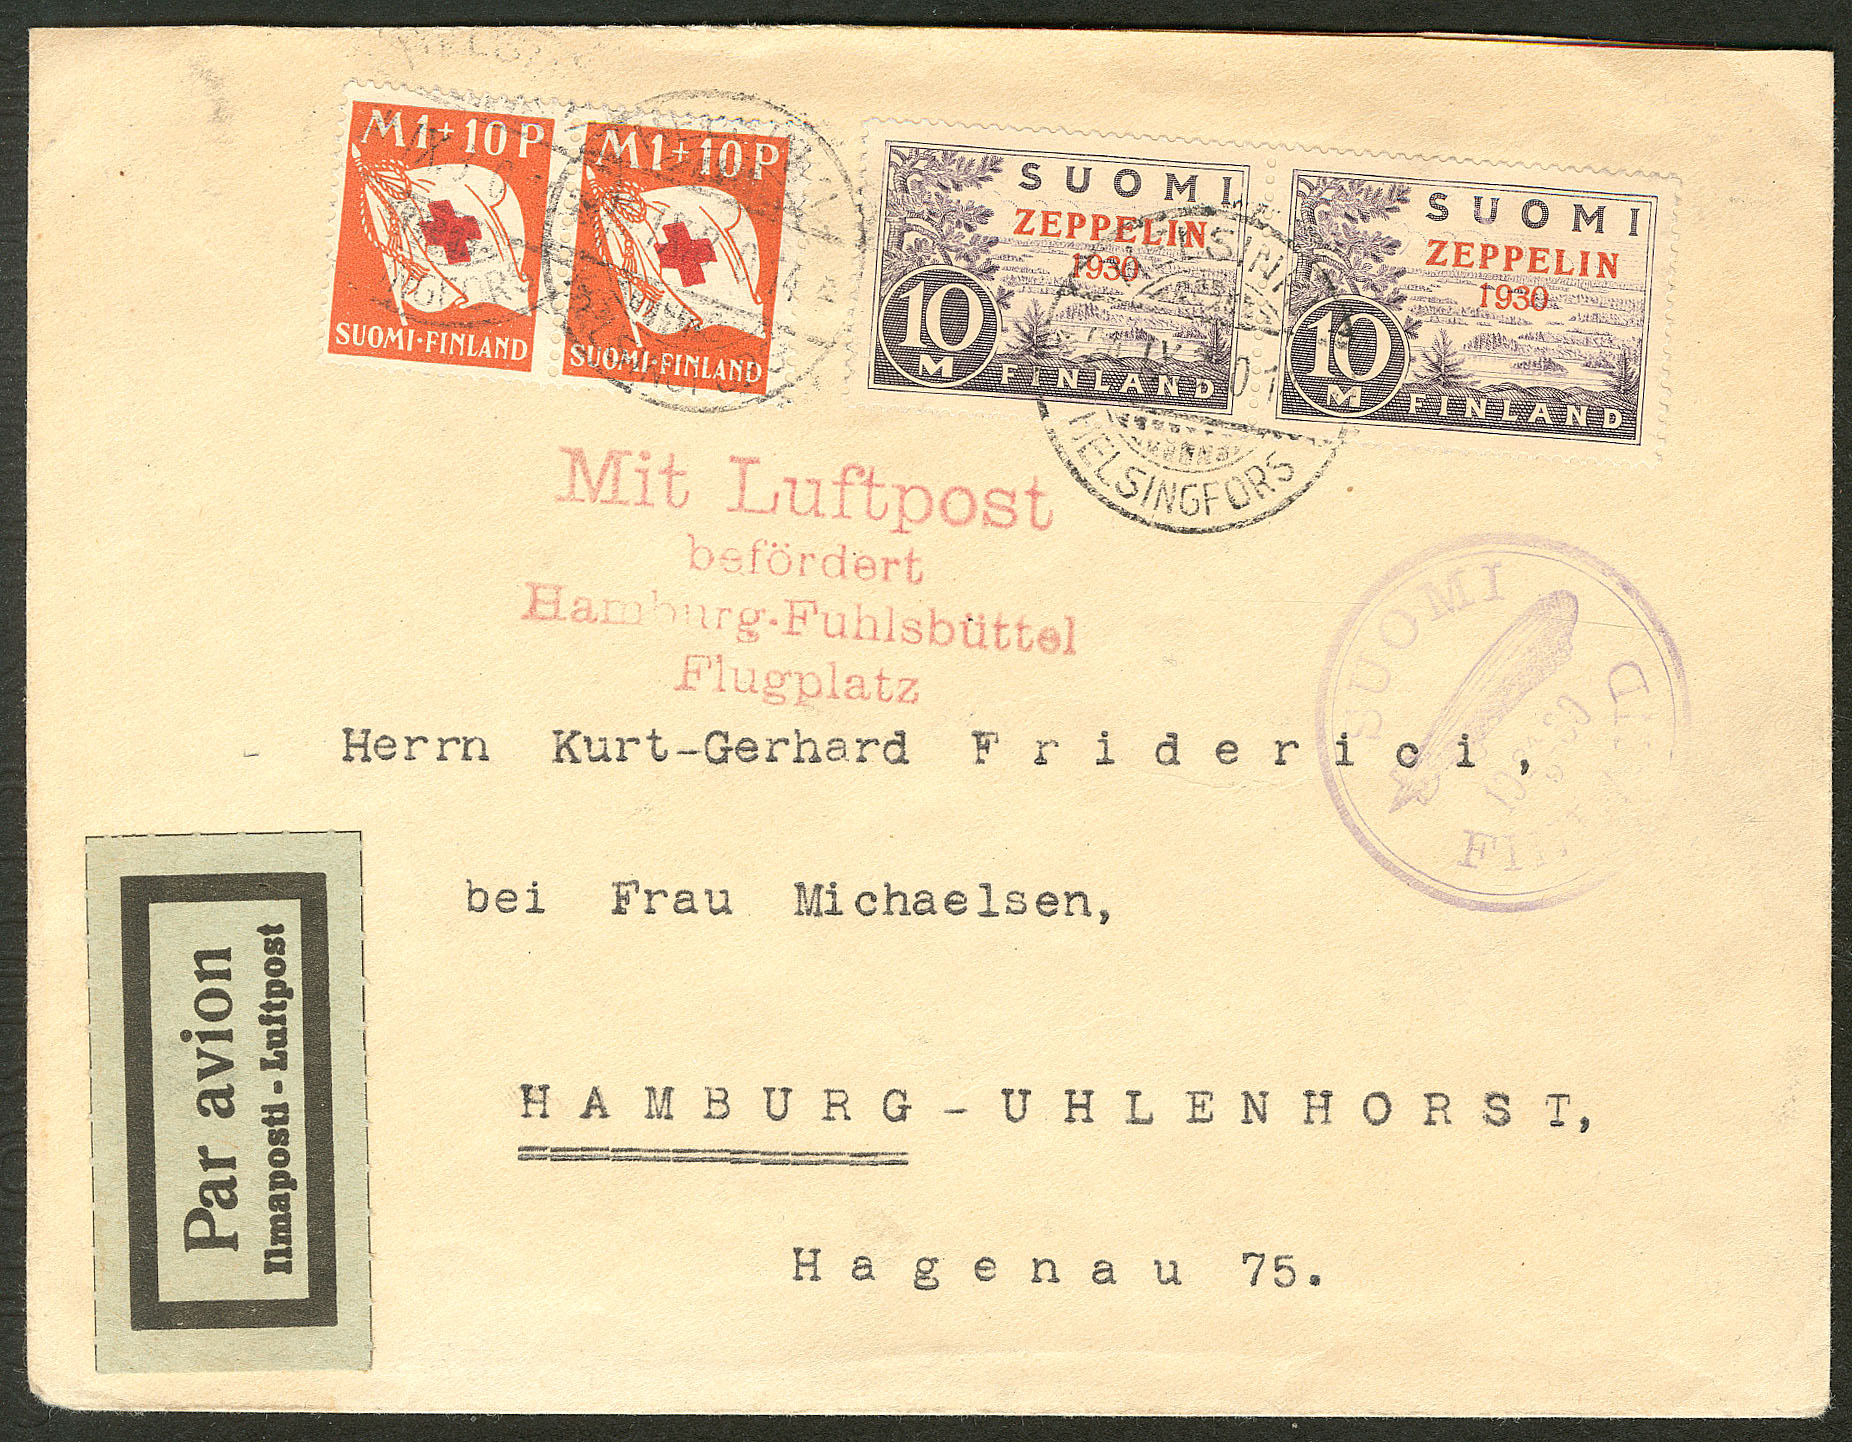 M1+10P
SUOMI·FINLAND
M1+10P
SUOMI·FINLAND
SUOMI
ZEPPELIN
1930
10
M
FINLAND
SUOMI
ZEPPELIN
1930
10
M
FINLAND
HELSINGFORS
Mit Luftpost
befördert
Hamburg-Fuhlsbüttel
Flugplatz
SUOMI
FINLAND
Herrn Kurt-Gerhard Friderici,
bei Frau Michaelsen,
HAMBURG-UHLENHORST,
Hagenau 75.
Par avion
Ilmaposti - Luftpost